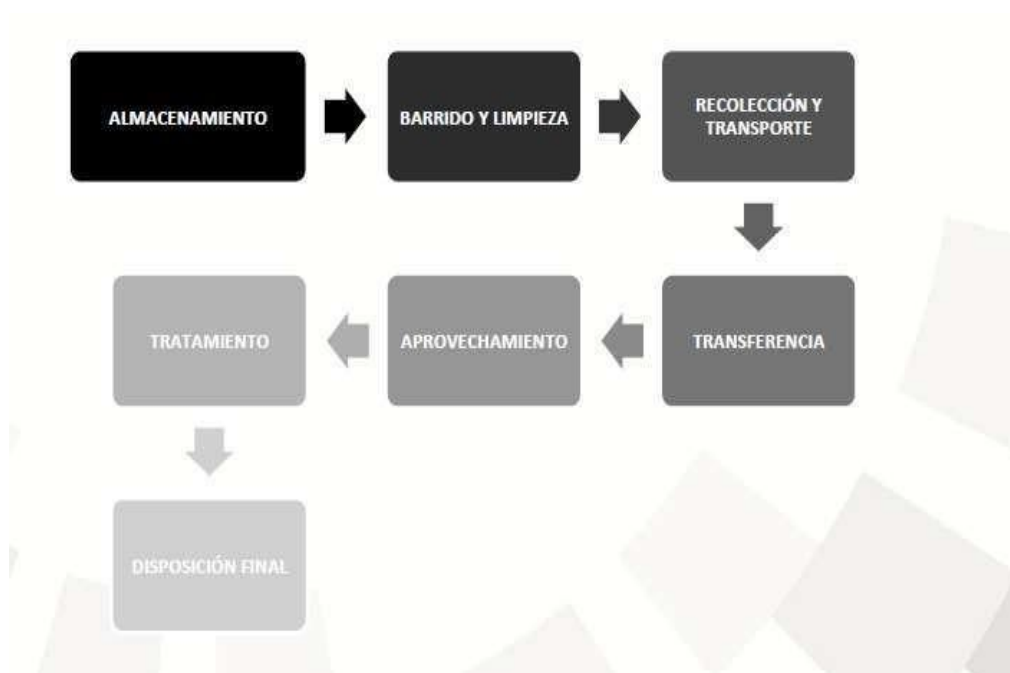 ALMACENAMIENTO
BARRIDO Y LIMPIEZA
RECOLECCIÓN Y
TRANSPORTE
TRANSFERENCIA
APROVECHAMIENTO
TRATAMIENTO
DISPOSICIÓN FINAL